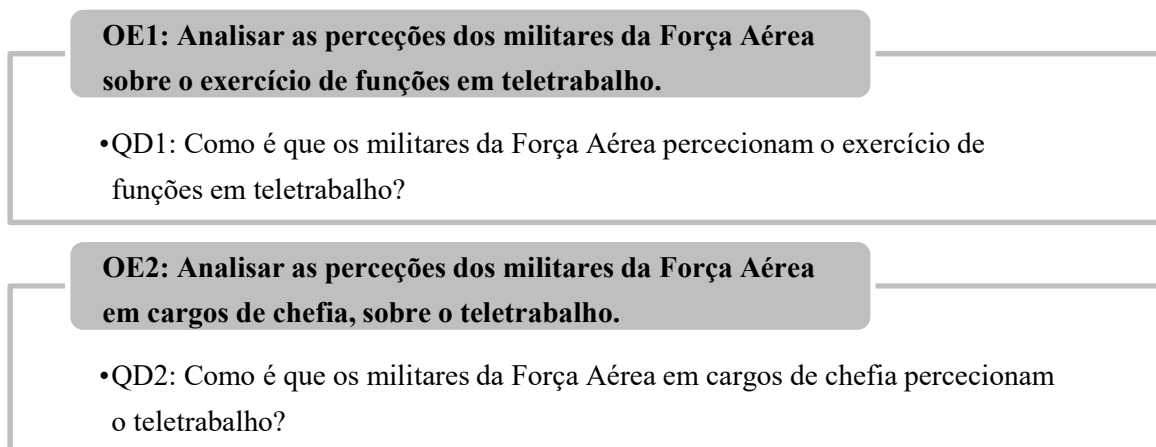 OE1: Analisar as perceções dos militares da Força Aérea
sobre o exercício de funções em teletrabalho.
•QD1: Como é que os militares da Força Aérea percecionam o exercício de
funções em teletrabalho?
OE2: Analisar as perceções dos militares da Força Aérea
em cargos de chefia, sobre o teletrabalho.
•QD2: Como é que os militares da Força Aérea em cargos de chefia percecionam
o teletrabalho?